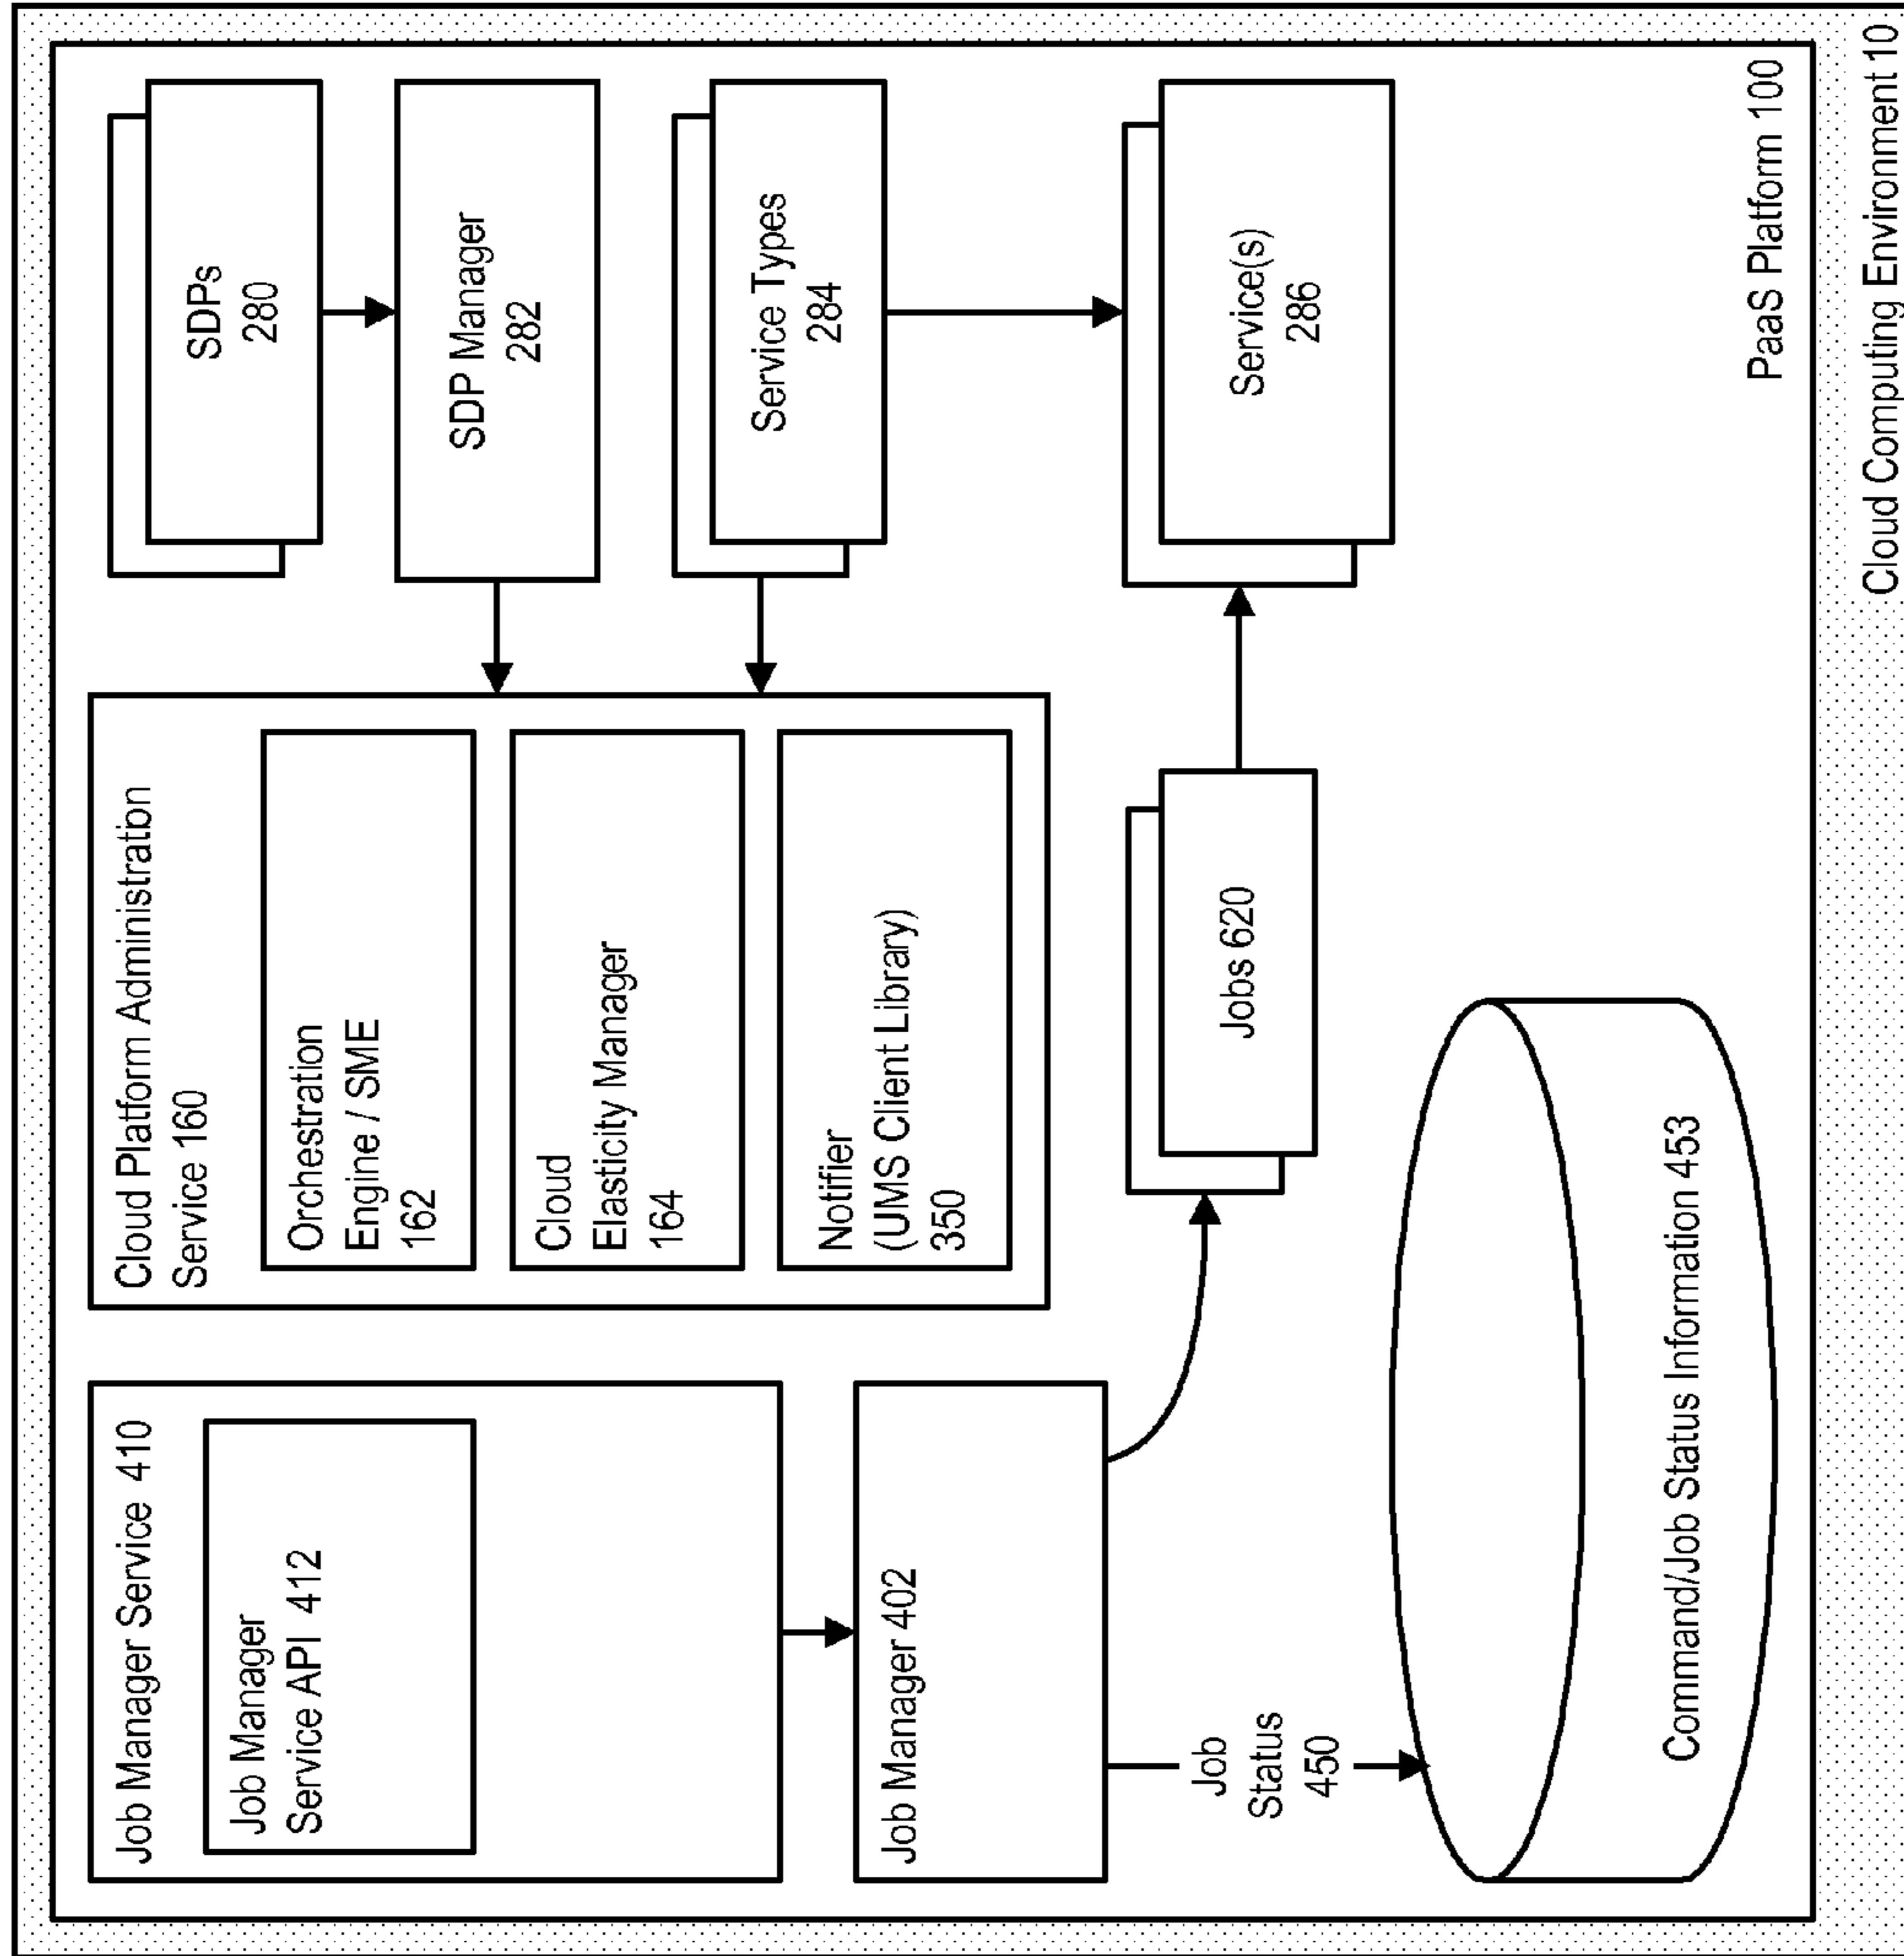 Job Manager Service 410
Job Manager
Service API 412
Job Manager 402
Job
Status
450
Command/Job Status Information 453
Cloud Platform Administration
Service 160
Orchestration
Engine / SME
162
Cloud
Elasticity Manager
164
Notifier
(UMS Client Library)
350
Jobs 620
SDPs
280
SDP Manager
282
Service Types
284
Service(s)
286
PaaS Platform 100
Cloud Computing Environment 10